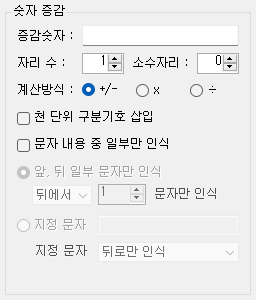 숫자 증감
증감숫자 :
자리 수 : 1 소수자리 : 0
계산방식 : +/- x ÷
천 단위 구분기호 삽입
문자 내용 중 일부만 인식
앞, 뒤 일부 문자만 인식
뒤에서 1 문자만 인식
지정 문자
지정 문자 뒤로만 인식